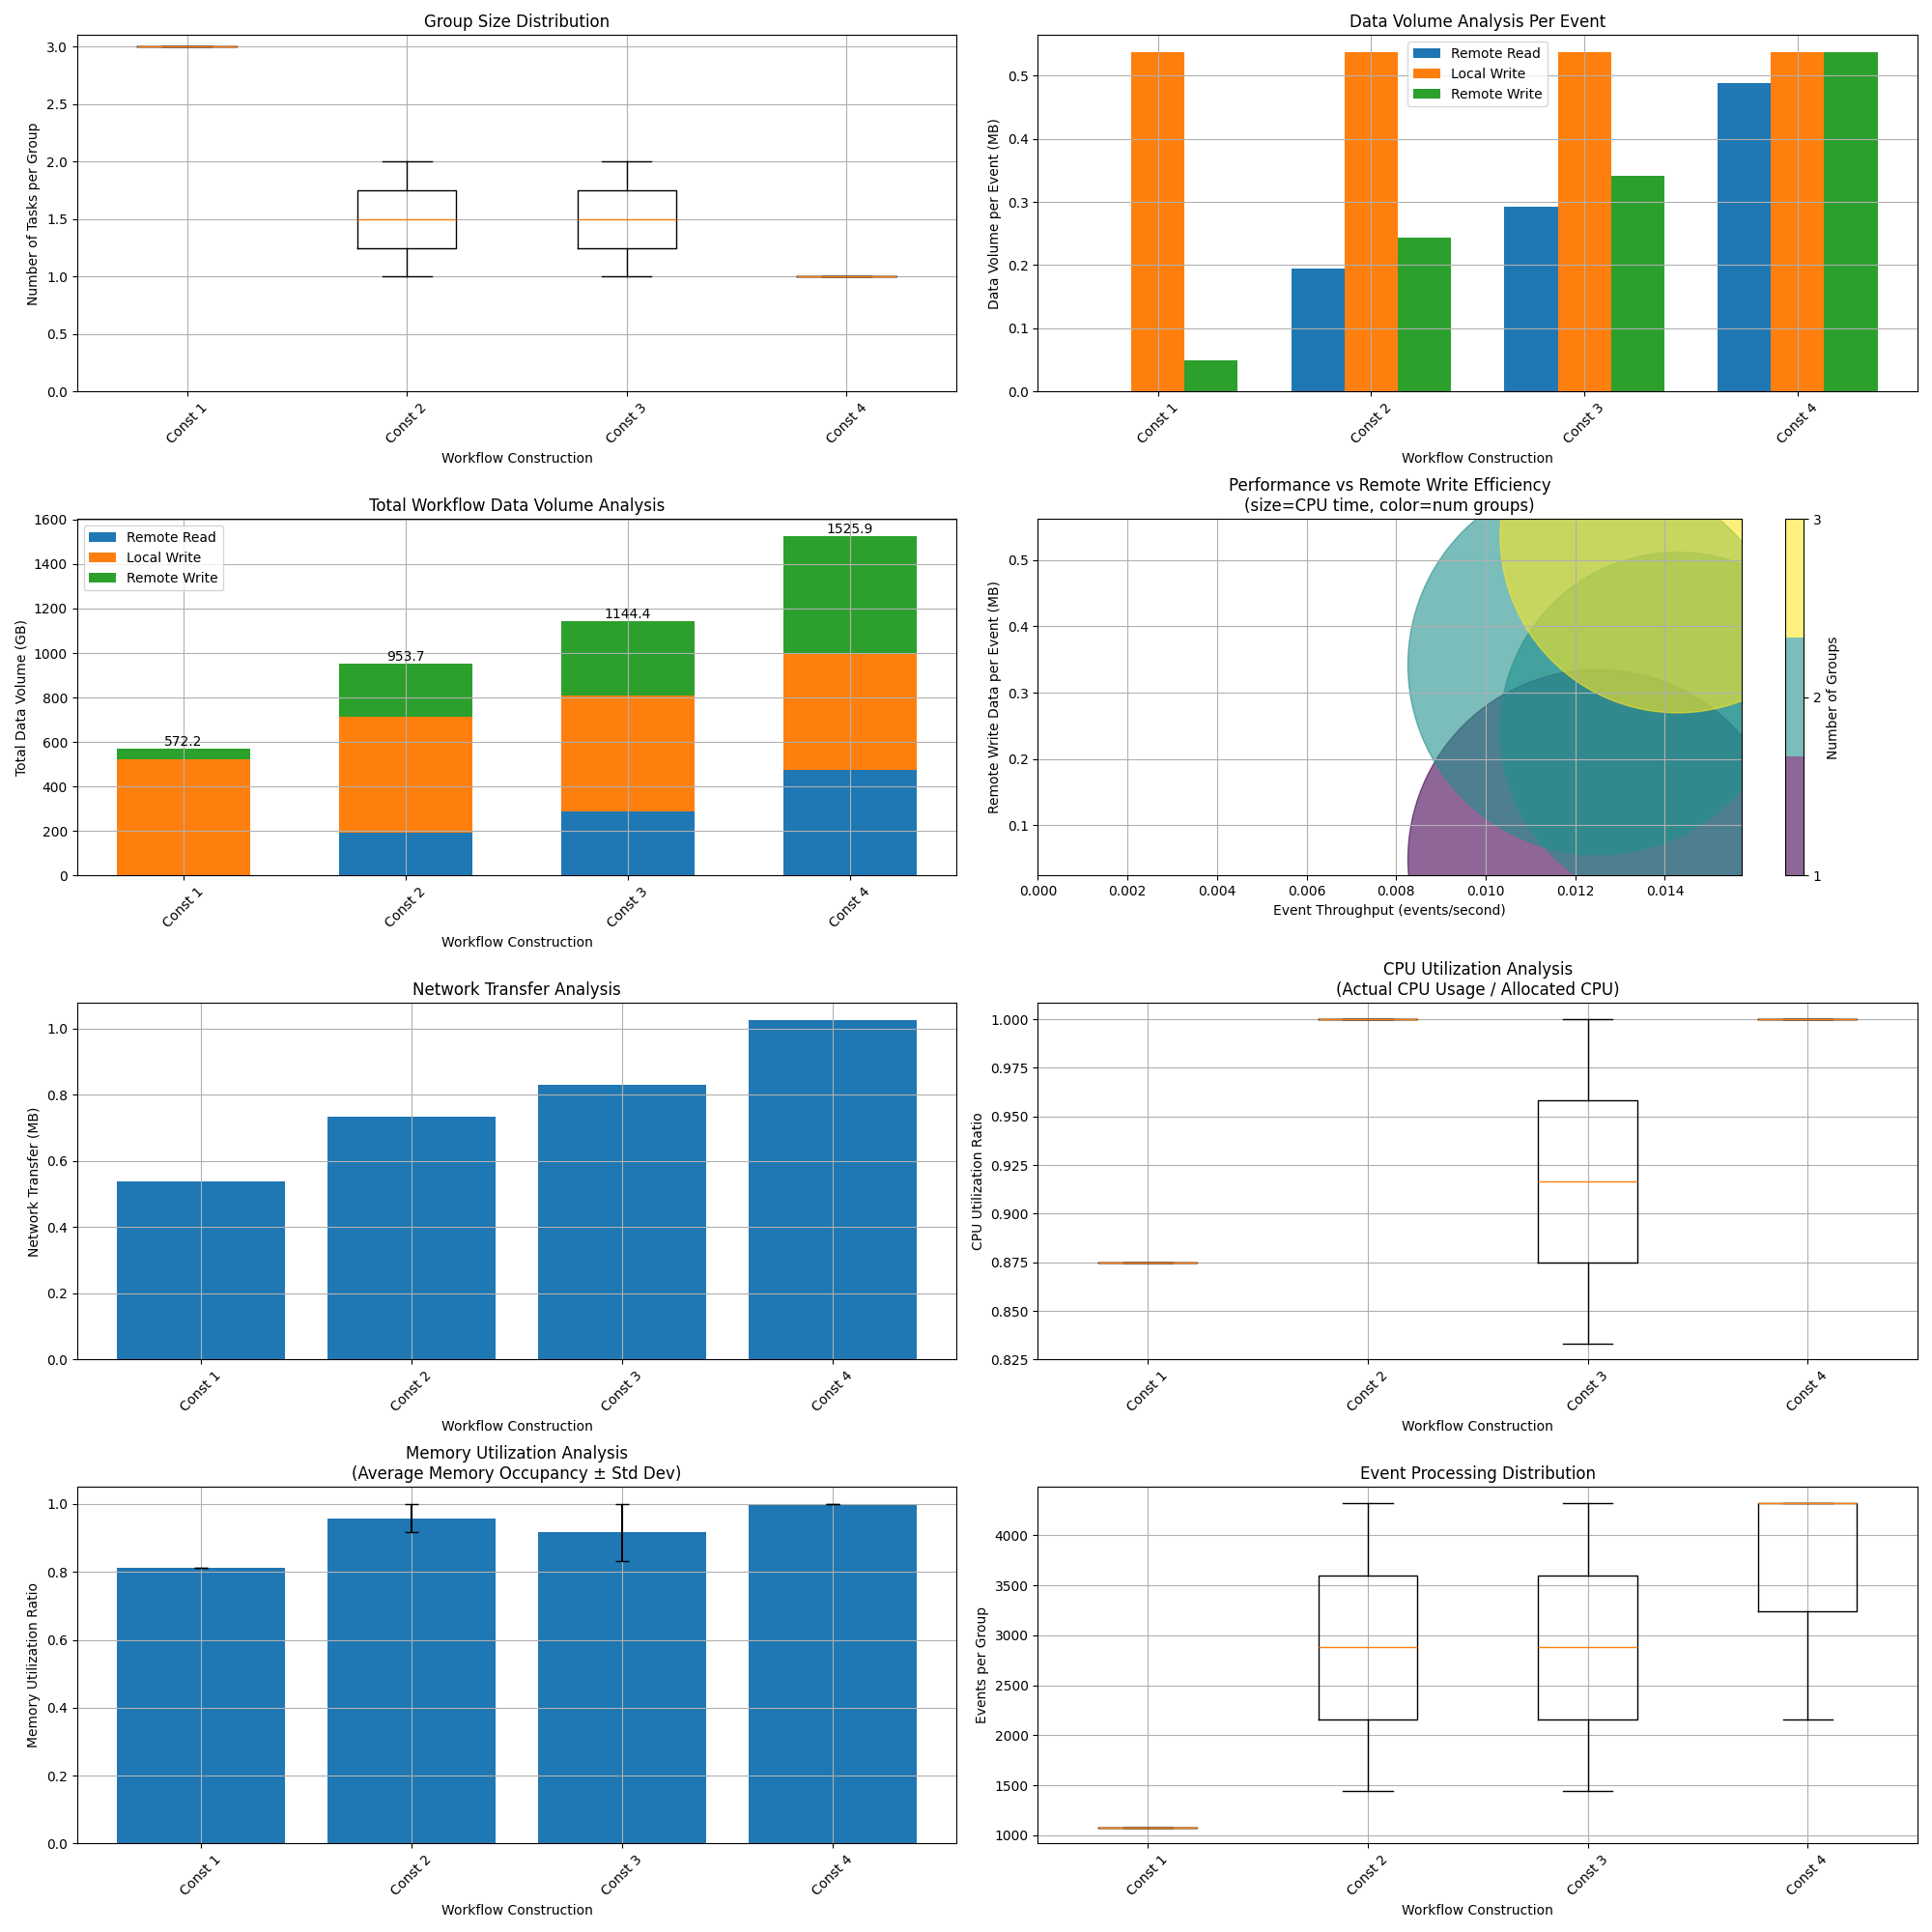 Group Size Distribution
Number of Tasks per Group
3.0
2.5
2.0
1.5
1.0
0.5
0.0
Const 1
Const 2
Const 3
Const 4
Workflow Construction
Data Volume Analysis Per Event
Data Volume per Event (MB)
Remote Read
Local Write
Remote Write
0.5
0.4
0.3
0.2
0.1
0.0
Const 1
Const 2
Const 3
Const 4
Workflow Construction
Total Workflow Data Volume Analysis
Total Data Volume (GB)
Remote Read
Local Write
Remote Write
1600
1400
1200
1000
800
600
400
200
0
572.2
953.7
1144.4
1525.9
Const 1
Const 2
Const 3
Const 4
Workflow Construction
Performance vs Remote Write Efficiency
(size=CPU time, color=num groups)
Remote Write Data per Event (MB)
0.5
0.4
0.3
0.2
0.1
0.000
0.002
0.004
0.006
0.008
0.010
0.012
0.014
Event Throughput (events/second)
3
2
1
Number of Groups
Network Transfer Analysis
Network Transfer (MB)
1.0
0.8
0.6
0.4
0.2
0.0
Const 1
Const 2
Const 3
Const 4
Workflow Construction
CPU Utilization Analysis
(Actual CPU Usage / Allocated CPU)
CPU Utilization Ratio
1.000
0.975
0.950
0.925
0.900
0.875
0.850
0.825
Const 1
Const 2
Const 3
Const 4
Workflow Construction
Memory Utilization Analysis
(Average Memory Occupancy ± Std Dev)
Memory Utilization Ratio
1.0
0.8
0.6
0.4
0.2
0.0
Const 1
Const 2
Const 3
Const 4
Workflow Construction
Event Processing Distribution
Events per Group
4000
3500
3000
2500
2000
1500
1000
Const 1
Const 2
Const 3
Const 4
Workflow Construction